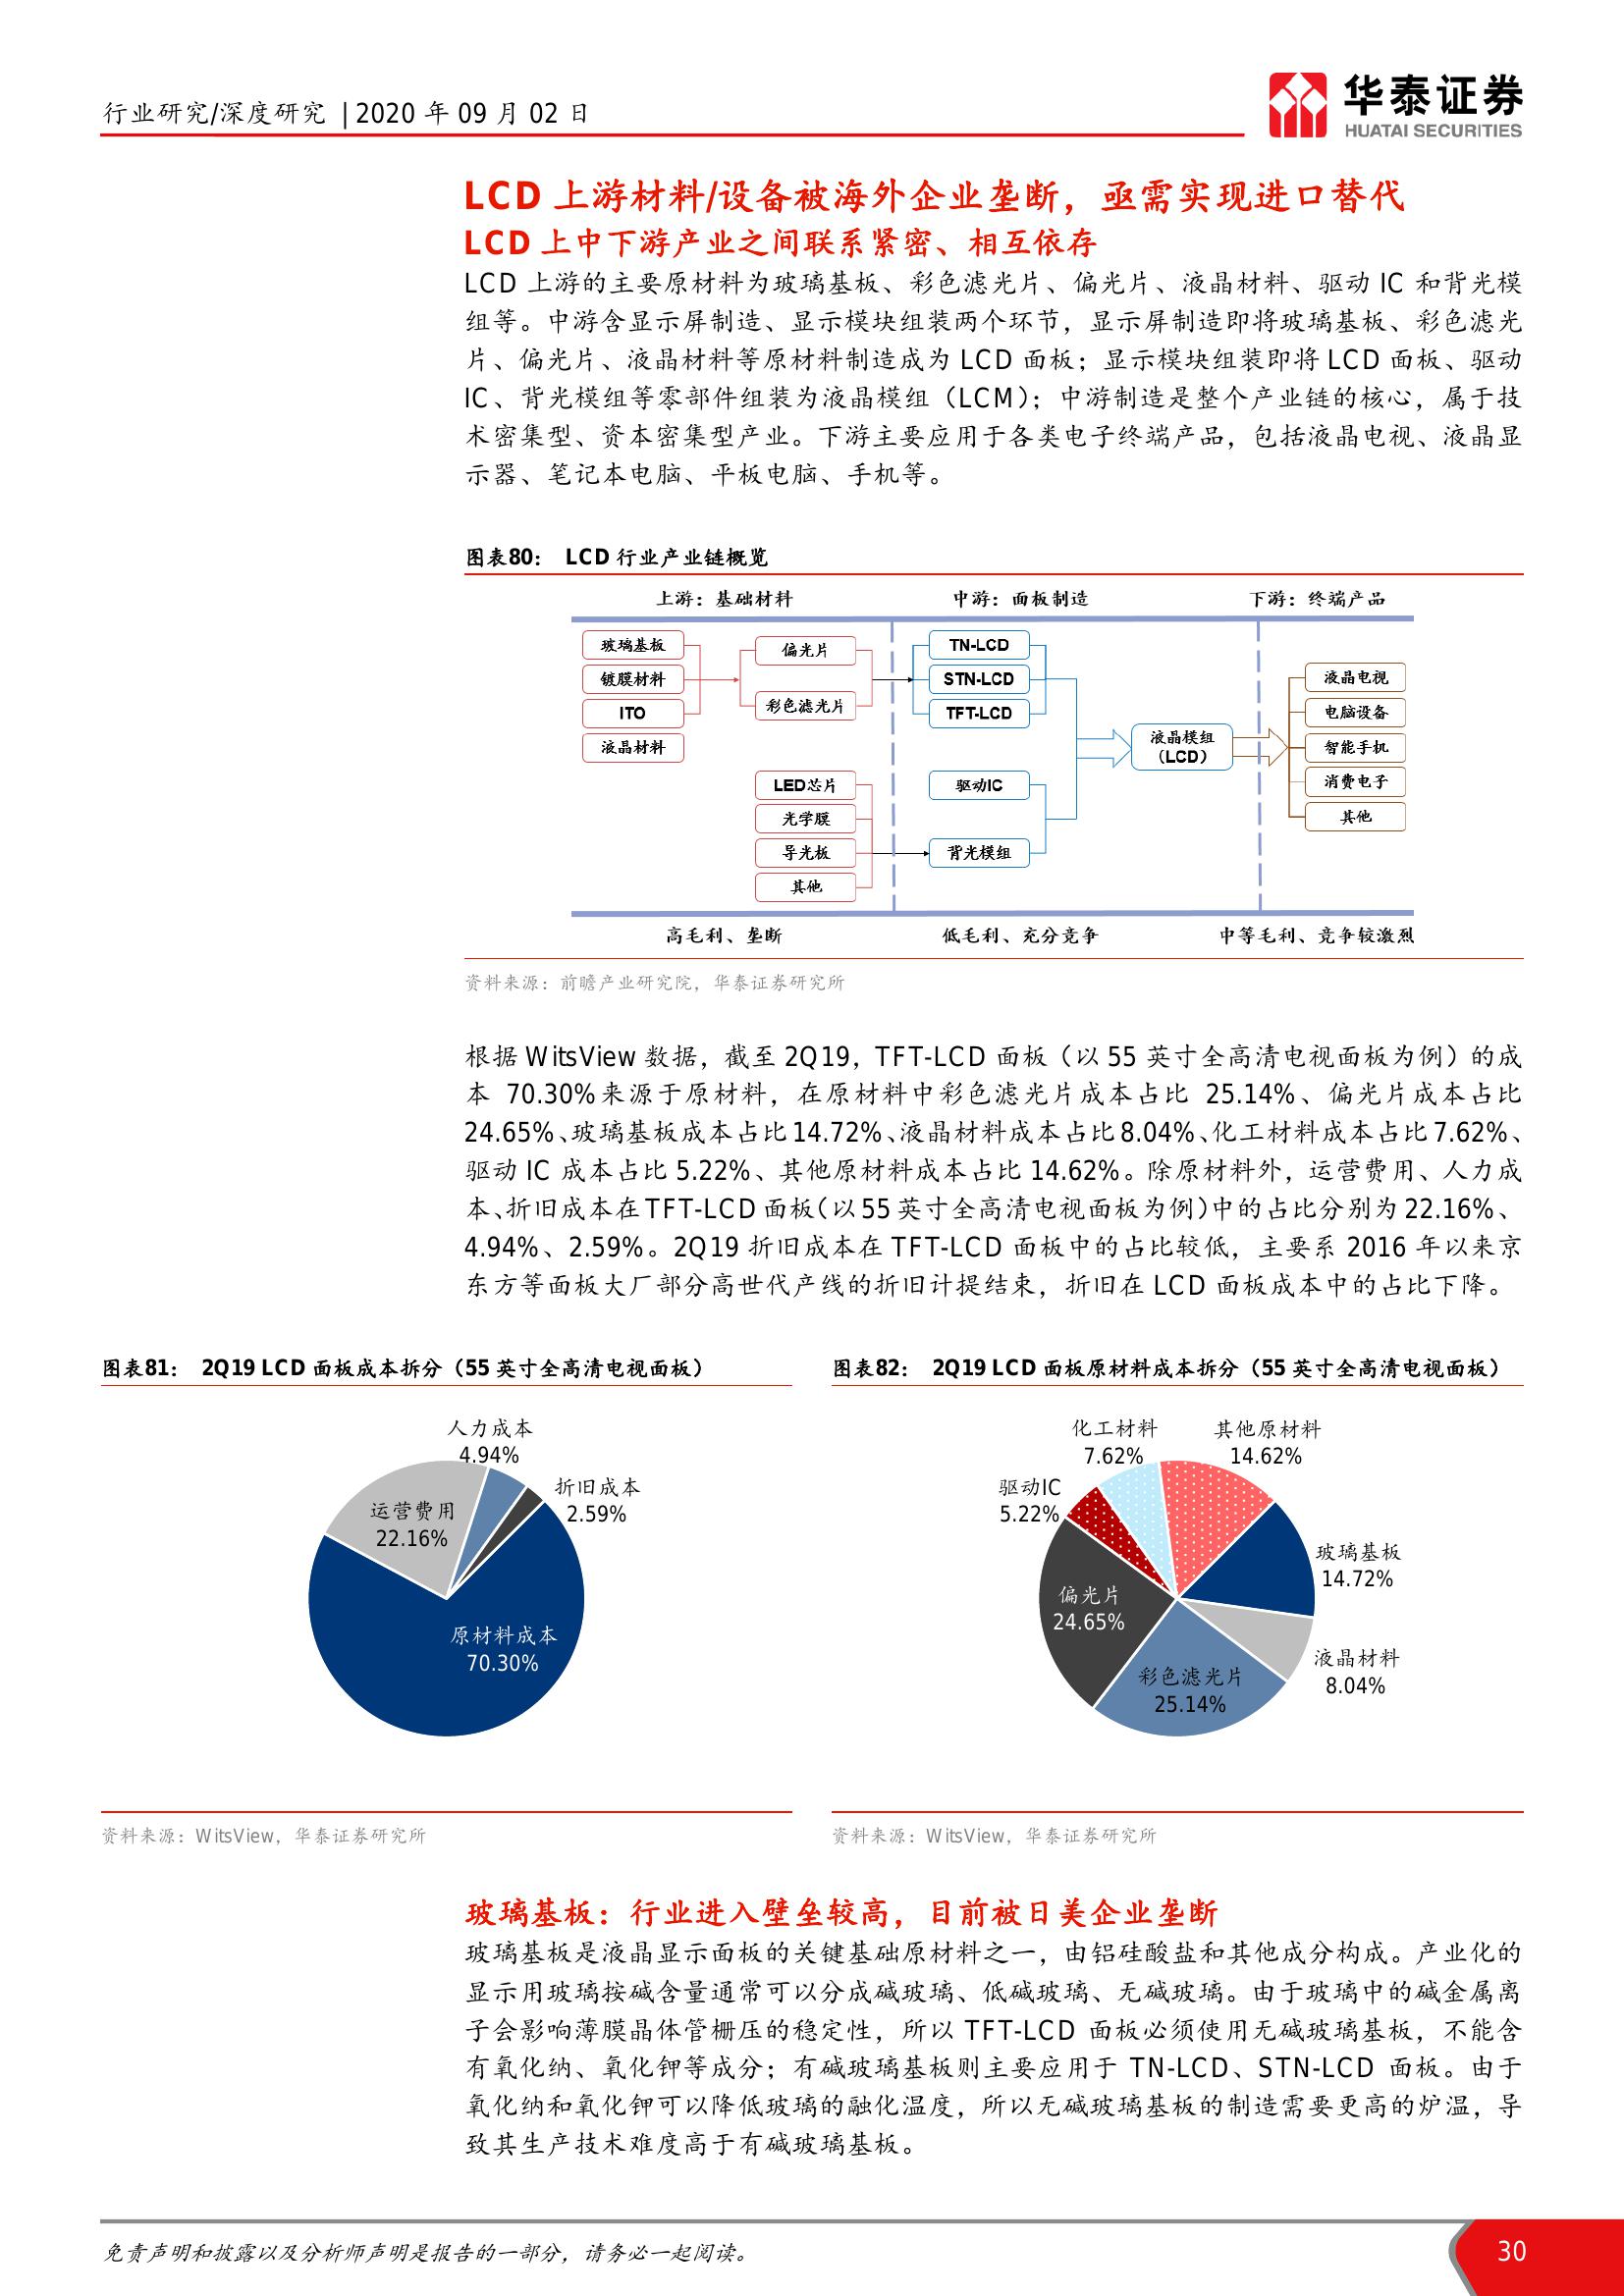 行业研究/深度研究 | 2020 年 09 月 02 日
华泰证券
HUATAI SECURITIES
LCD 上游材料/设备被海外企业垄断，亟需实现进口替代
LCD 上中下游产业之间联系紧密、相互依存
LCD 上游的主要原材料为玻璃基板、彩色滤光片、偏光片、液晶材料、驱动 IC 和背光模
组等。中游含显示屏制造、显示模块组装两个环节，显示屏制造即将玻璃基板、彩色滤光
片、偏光片、液晶材料等原材料制造成为 LCD 面板；显示模块组装即将 LCD 面板、驱动
IC、背光模组等零部件组装为液晶模组（LCM）；中游制造是整个产业链的核心，属于技
术密集型、资本密集型产业。下游主要应用于各类电子终端产品，包括液晶电视、液晶显
示器、笔记本电脑、平板电脑、手机等。
图表80： LCD 行业产业链概览
上游：基础材料
中游：面板制造
下游：终端产品
玻璃基板
镀膜材料
ITO
液晶材料
偏光片
彩色滤光片
LED芯片
光学膜
导光板
其他
TN-LCD
STN-LCD
TFT-LCD
驱动IC
背光模组
液晶模组
（LCD）
液晶电视
电脑设备
智能手机
消费电子
其他
高毛利、垄断
低毛利、充分竞争
中等毛利、竞争较激烈
资料来源：前瞻产业研究院，华泰证券研究所
根据 WitsView 数据，截至 2Q19，TFT-LCD 面板（以 55 英寸全高清电视面板为例）的成
本 70.30%来源于原材料，在原材料中彩色滤光片成本占比 25.14%、偏光片成本占比
24.65%、玻璃基板成本占比 14.72%、液晶材料成本占比 8.04%、化工材料成本占比 7.62%、
驱动 IC 成本占比 5.22%、其他原材料成本占比 14.62%。除原材料外，运营费用、人力成
本、折旧成本在 TFT-LCD 面板（以 55 英寸全高清电视面板为例）中的占比分别为 22.16%、
4.94%、2.59%。2Q19 折旧成本在 TFT-LCD 面板中的占比较低，主要系 2016 年以来京
东方等面板大厂部分高世代产线的折旧计提结束，折旧在 LCD 面板成本中的占比下降。
图表81： 2Q19 LCD 面板成本拆分（55 英寸全高清电视面板）
人力成本
4.94%
折旧成本
2.59%
运营费用
22.16%
原材料成本
70.30%
资料来源：WitsView，华泰证券研究所
图表82： 2Q19 LCD 面板原材料成本拆分（55 英寸全高清电视面板）
化工材料
7.62%
其他原材料
14.62%
驱动IC
5.22%
玻璃基板
14.72%
偏光片
24.65%
液晶材料
8.04%
彩色滤光片
25.14%
资料来源：WitsView，华泰证券研究所
玻璃基板：行业进入壁垒较高，目前被日美企业垄断
玻璃基板是液晶显示面板的关键基础原材料之一，由铝硅酸盐和其他成分构成。产业化的
显示用玻璃按碱含量通常可以分成碱玻璃、低碱玻璃、无碱玻璃。由于玻璃中的碱金属离
子会影响薄膜晶体管栅压的稳定性，所以 TFT-LCD 面板必须使用无碱玻璃基板，不能含
有氧化纳、氧化钾等成分；有碱玻璃基板则主要应用于 TN-LCD、STN-LCD 面板。由于
氧化纳和氧化钾可以降低玻璃的融化温度，所以无碱玻璃基板的制造需要更高的炉温，导
致其生产技术难度高于有碱玻璃基板。
免责声明和披露以及分析师声明是报告的一部分，请务必一起阅读。
30